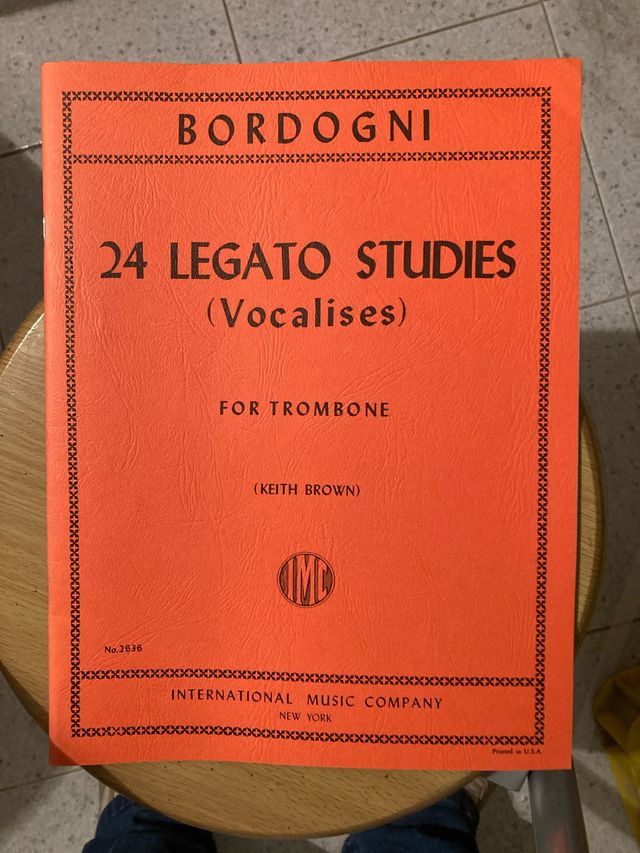 BORDOGNI
24 LEGATO STUDIES
(Vocalises)
FOR TROMBONE
(KEITH BROWN)
IMC
No.2636
INTERNATIONAL MUSIC COMPANY
NEW YORK
Printed in U.S.A.